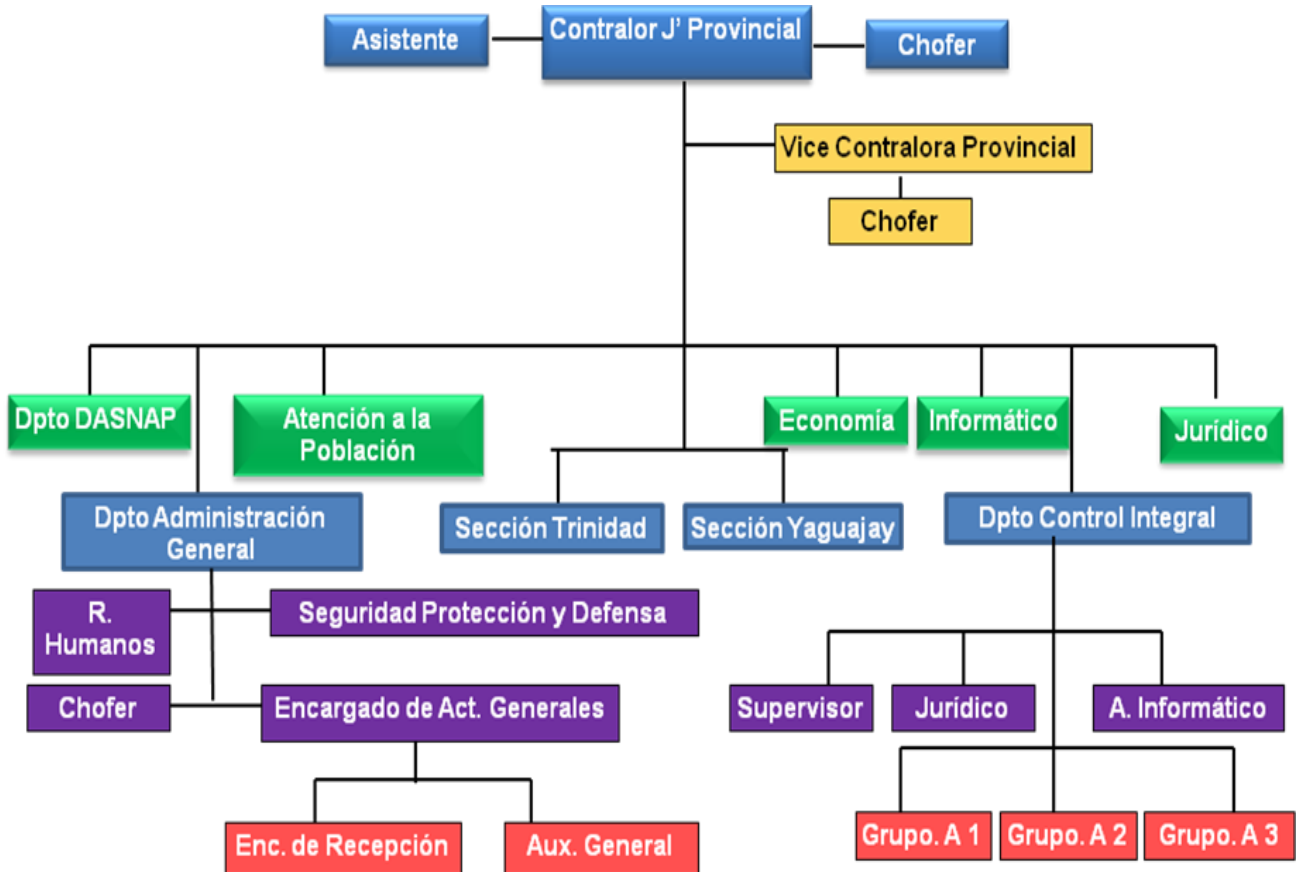 Asistente
Contralor J' Provincial
Chofer
Vice Contralora Provincial
Chofer
Dpto DASNAP
Atención a la
Población
Economía
Informático
Jurídico
Dpto Administración
General
Sección Trinidad
Sección Yaguajay
Dpto Control Integral
R.
Humanos
Seguridad Protección y Defensa
Chofer
Encargado de Act. Generales
Supervisor
Jurídico
A. Informático
Enc. de Recepción
Aux. General
Grupo. A 1
Grupo. A 2
Grupo. A 3